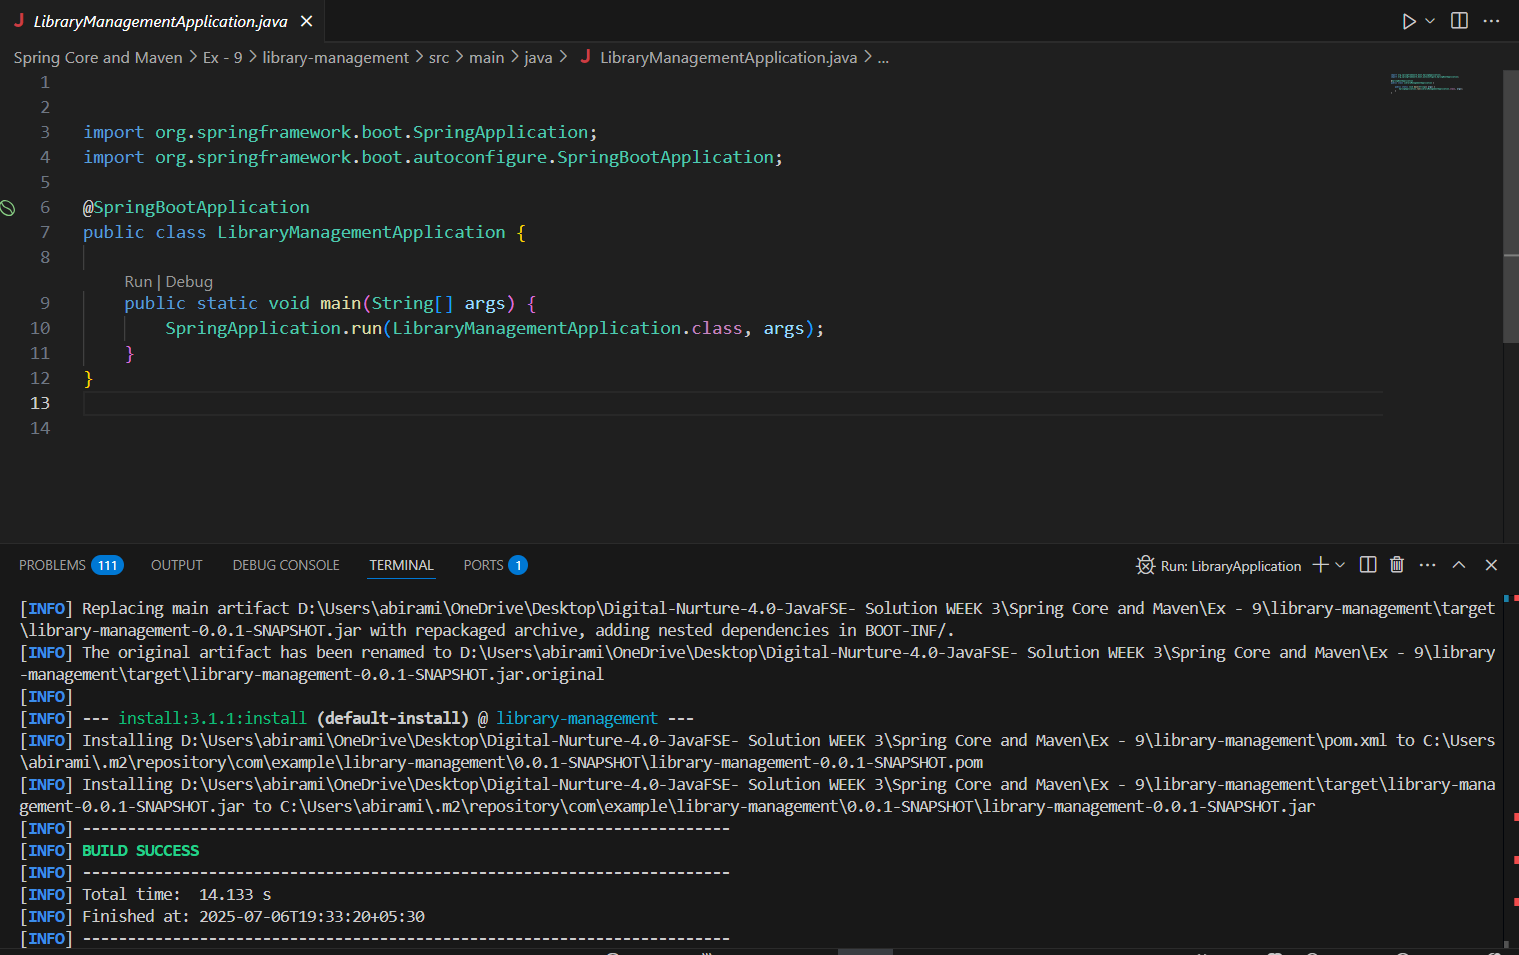 J LibraryManagementApplication.java ×
Spring Core and Maven > Ex - 9 > library-management > src > main > java > J LibraryManagementApplication.java > ...
1
2
3 import org.springframework.boot.SpringApplication;
4 import org.springframework.boot.autoconfigure.SpringBootApplication;
5
6 @SpringBootApplication
7 public class LibraryManagementApplication {
8
Run | Debug
9 public static void main(String[] args) {
10 SpringApplication.run(LibraryManagementApplication.class, args);
11 }
12 }
13
14
PROBLEMS 111 OUTPUT DEBUG CONSOLE TERMINAL PORTS 1 Run: LibraryApplication
[INFO] Replacing main artifact D:\Users\abirami\OneDrive\Desktop\Digital-Nurture-4.0-JavaFSE- Solution WEEK 3\Spring Core and Maven\Ex - 9\library-management\target
\library-management-0.0.1-SNAPSHOT.jar with repackaged archive, adding nested dependencies in BOOT-INF/.
[INFO] The original artifact has been renamed to D:\Users\abirami\OneDrive\Desktop\Digital-Nurture-4.0-JavaFSE- Solution WEEK 3\Spring Core and Maven\Ex - 9\library
-management\target\library-management-0.0.1-SNAPSHOT.jar.original
[INFO]
[INFO] --- install:3.1.1:install (default-install) @ library-management ---
[INFO] Installing D:\Users\abirami\OneDrive\Desktop\Digital-Nurture-4.0-JavaFSE- Solution WEEK 3\Spring Core and Maven\Ex - 9\library-management\pom.xml to C:\Users
\abirami\.m2\repository\com\example\library-management\0.0.1-SNAPSHOT\library-management-0.0.1-SNAPSHOT.pom
[INFO] Installing D:\Users\abirami\OneDrive\Desktop\Digital-Nurture-4.0-JavaFSE- Solution WEEK 3\Spring Core and Maven\Ex - 9\library-management\target\library-mana
gement-0.0.1-SNAPSHOT.jar to C:\Users\abirami\.m2\repository\com\example\library-management\0.0.1-SNAPSHOT\library-management-0.0.1-SNAPSHOT.jar
[INFO] ------------------------------------------------------------------------
[INFO] BUILD SUCCESS
[INFO] ------------------------------------------------------------------------
[INFO] Total time:  14.133 s
[INFO] Finished at: 2025-07-06T19:33:20+05:30
[INFO] ------------------------------------------------------------------------